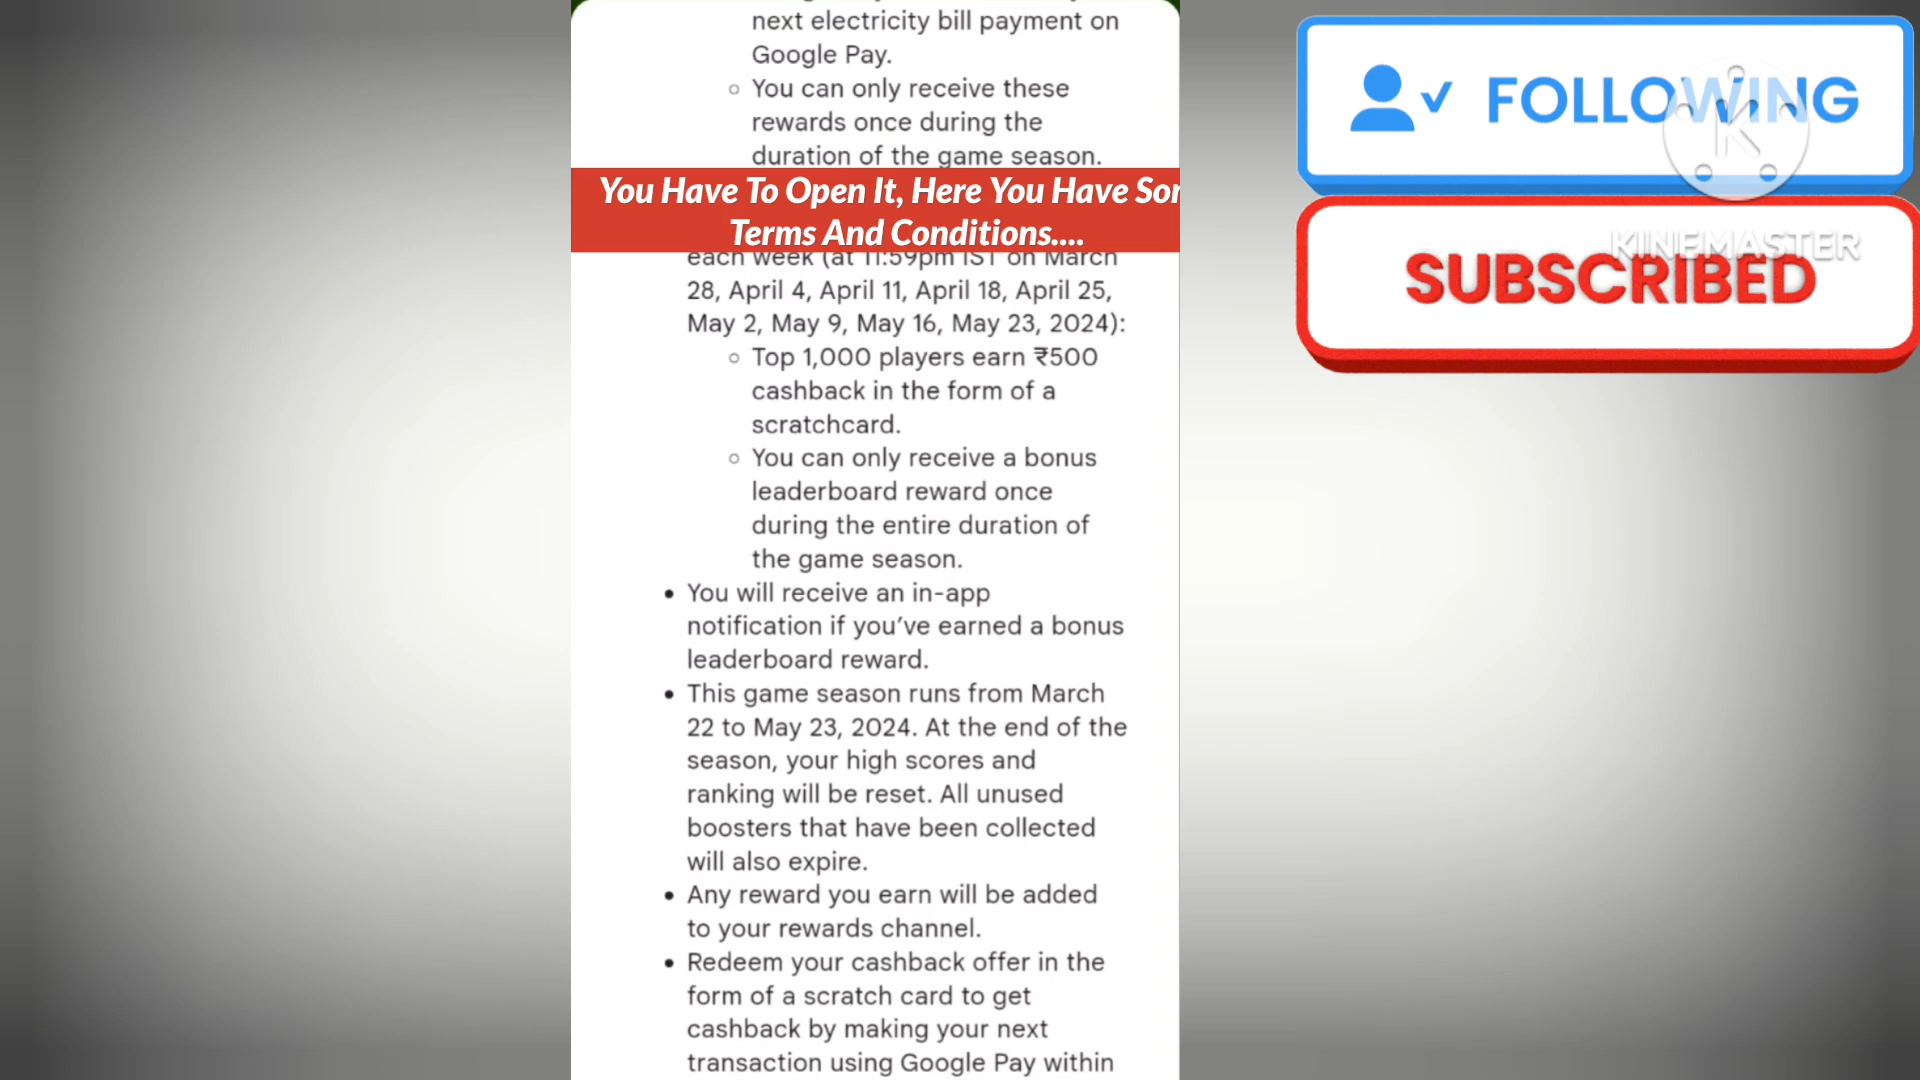 next electricity bill payment on
Google Pay.
You can only receive these
rewards once during the
duration of the game season.
You Have To Open It, Here You Have
Terms And Conditions....
each week (at 11:59pm IST on March
28, April 4, April 11, April 18, April 25,
May 2, May 9, May 16, May 23, 2024):
Top 1,000 players earn ₹500
cashback in the form of a
scratchcard.
You can only receive a bonus
leaderboard reward once
during the entire duration of
the game season.
You will receive an in-app
notification if you’ve earned a bonus
leaderboard reward.
This game season runs from March
22 to May 23, 2024. At the end of the
season, your high scores and
ranking will be reset. All unused
boosters that have been collected
will also expire.
Any reward you earn will be added
to your rewards channel.
Redeem your cashback offer in the
form of a scratch card to get
cashback by making your next
transaction using Google Pay within
FOLLOWING
K
KINEMASTER
SUBSCRIBED